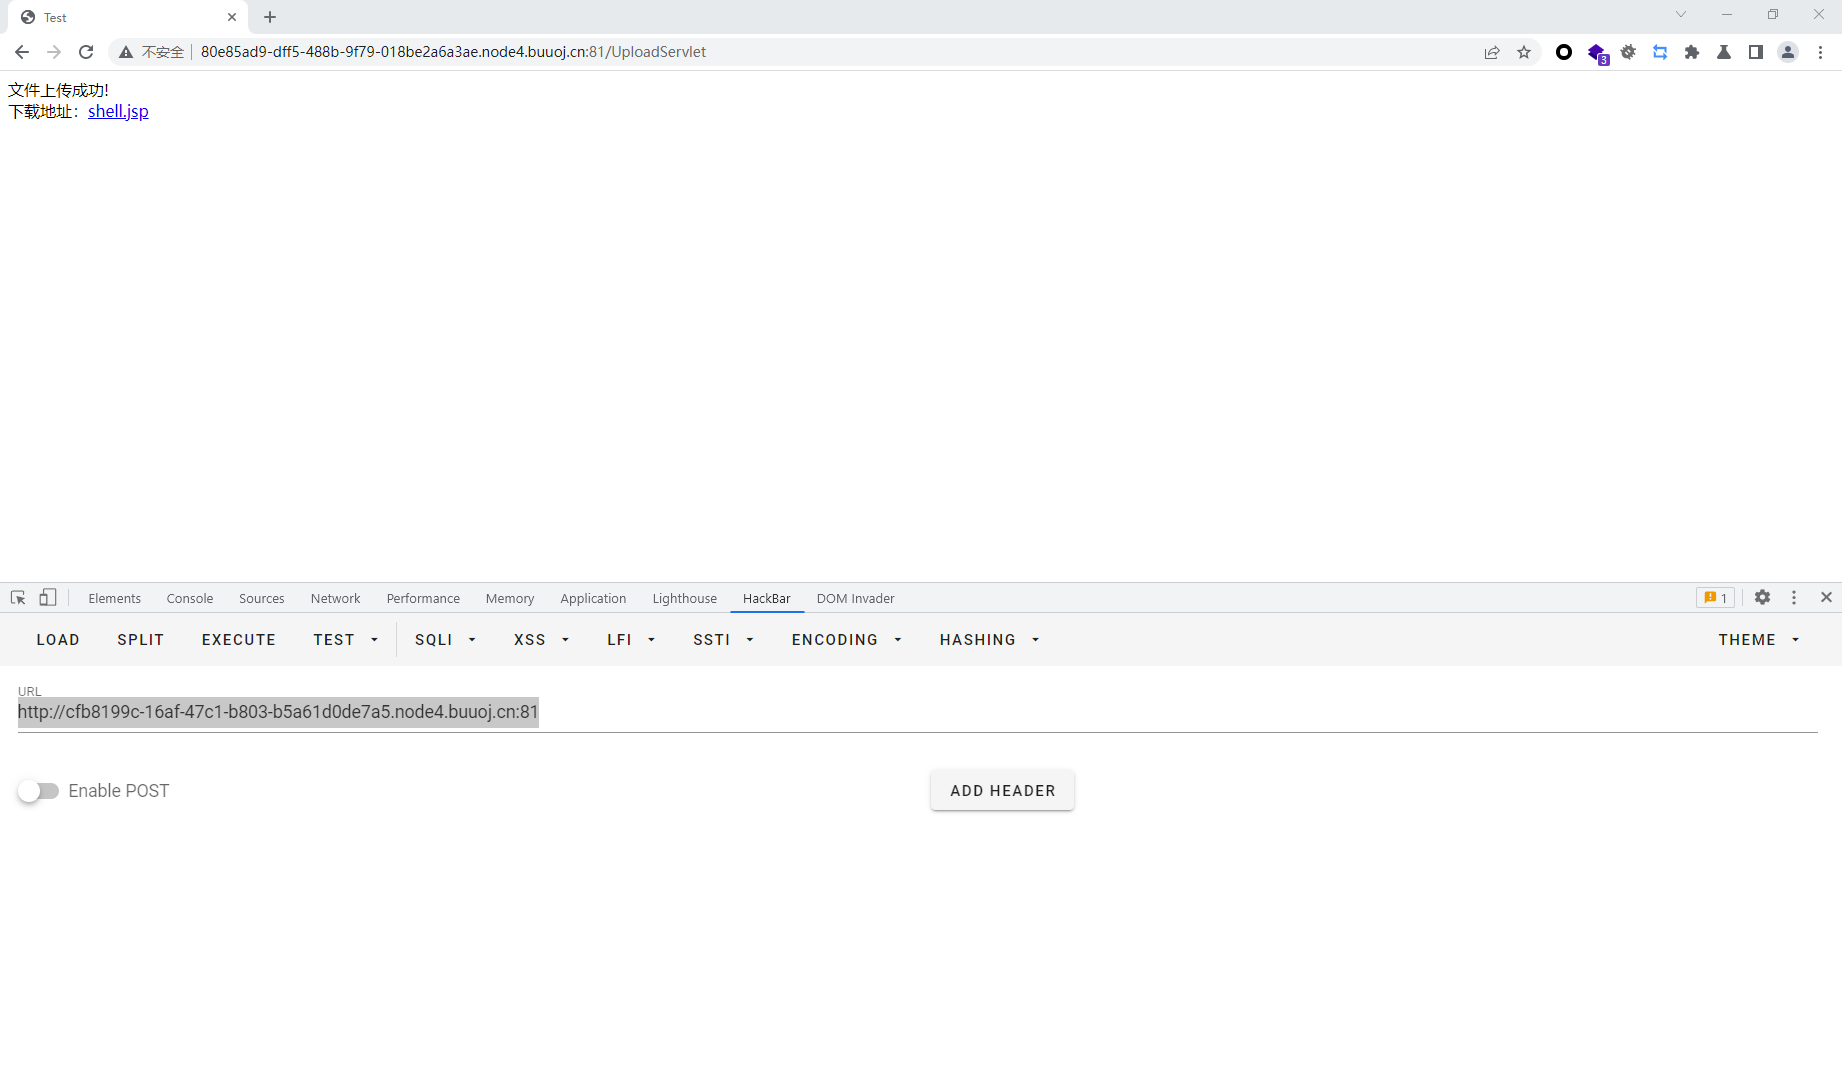 Test
不安全 80e85ad9-dff5-488b-9f79-018be2a6a3ae.node4.buuoj.cn:81/UploadServlet
3
文件上传成功!
下载地址：shell.jsp
Elements Console Sources Network Performance Memory Application Lighthouse HackBar DOM Invader 1
LOAD SPLIT EXECUTE TEST SQLI XSS LFI SSTI ENCODING HASHING THEME
URL
http://cfb8199c-16af-47c1-b803-b5a61d0de7a5.node4.buuoj.cn:81
Enable POST ADD HEADER